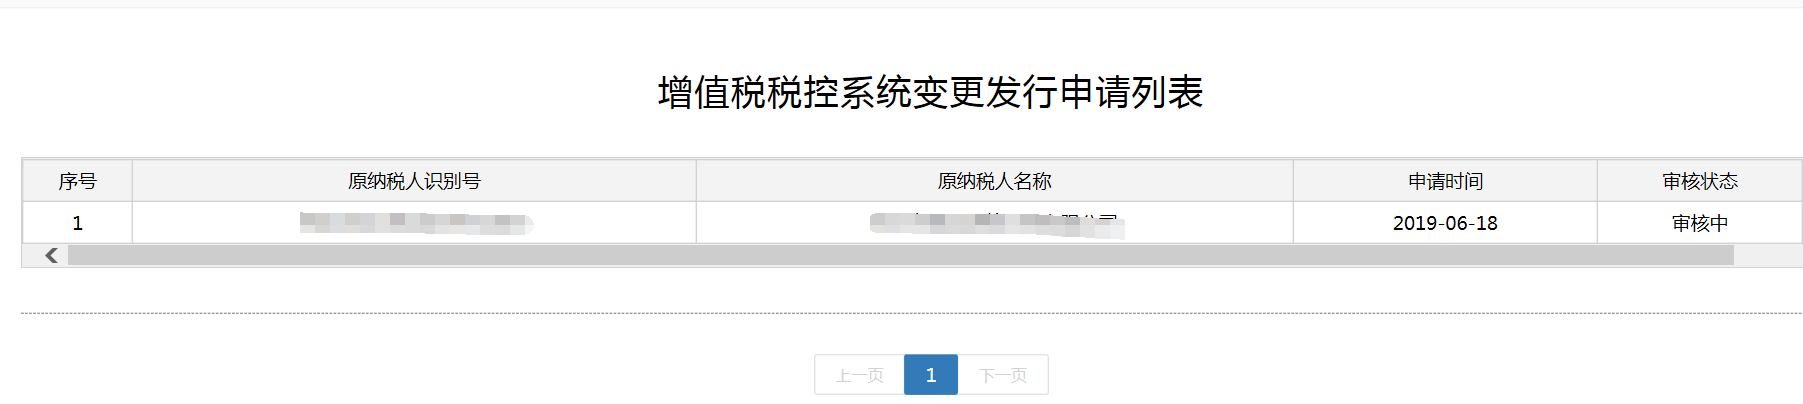 增值税税控系统变更发行申请列表
序号 原纳税人识别号 原纳税人名称 申请时间 审核状态
1 2019-06-18 审核中
上一页 1 下一页